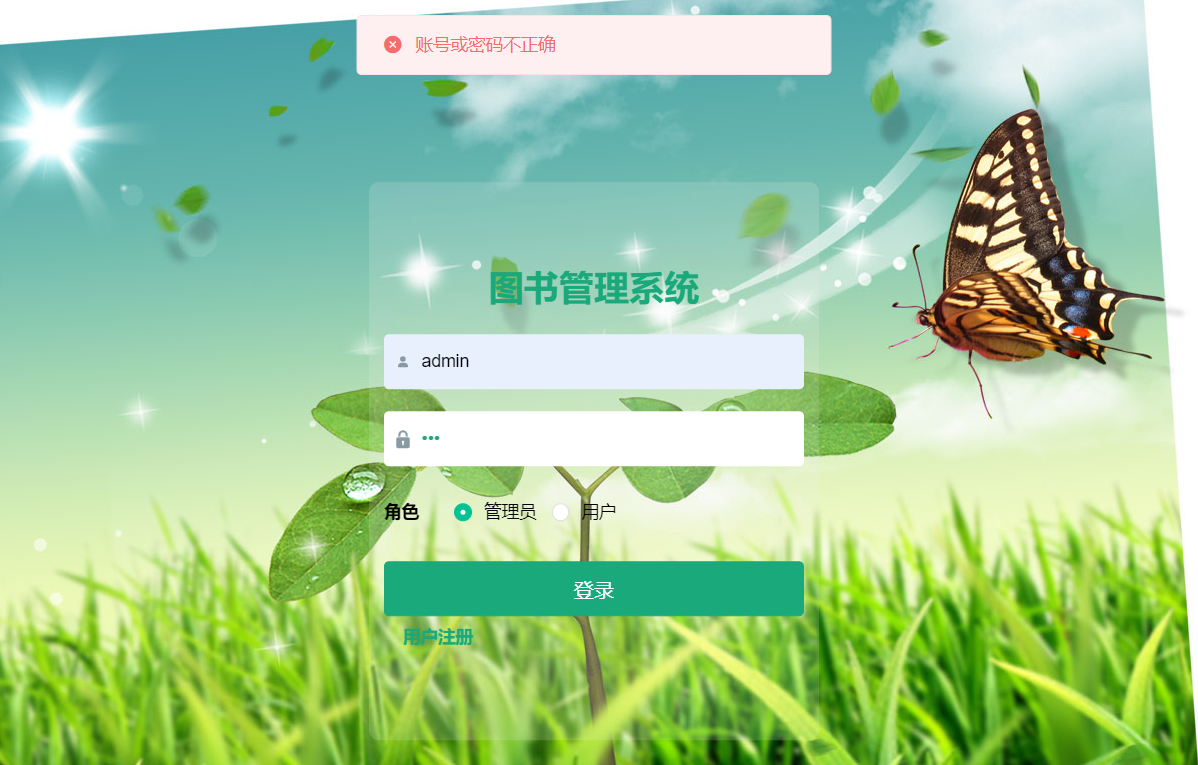 账号或密码不正确
图书管理系统
admin
•••
角色 管理员 用户
登录
用户注册